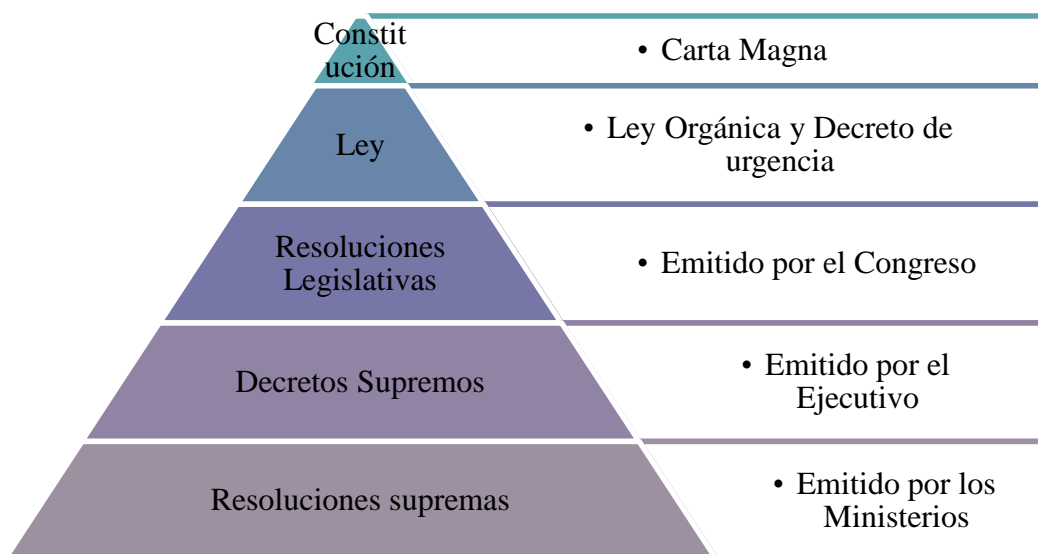 Constit
ución
• Carta Magna
Ley
• Ley Orgánica y Decreto de
urgencia
Resoluciones
Legislativas
• Emitido por el Congreso
Decretos Supremos
• Emitido por el
Ejecutivo
Resoluciones supremas
• Emitido por los
Ministerios